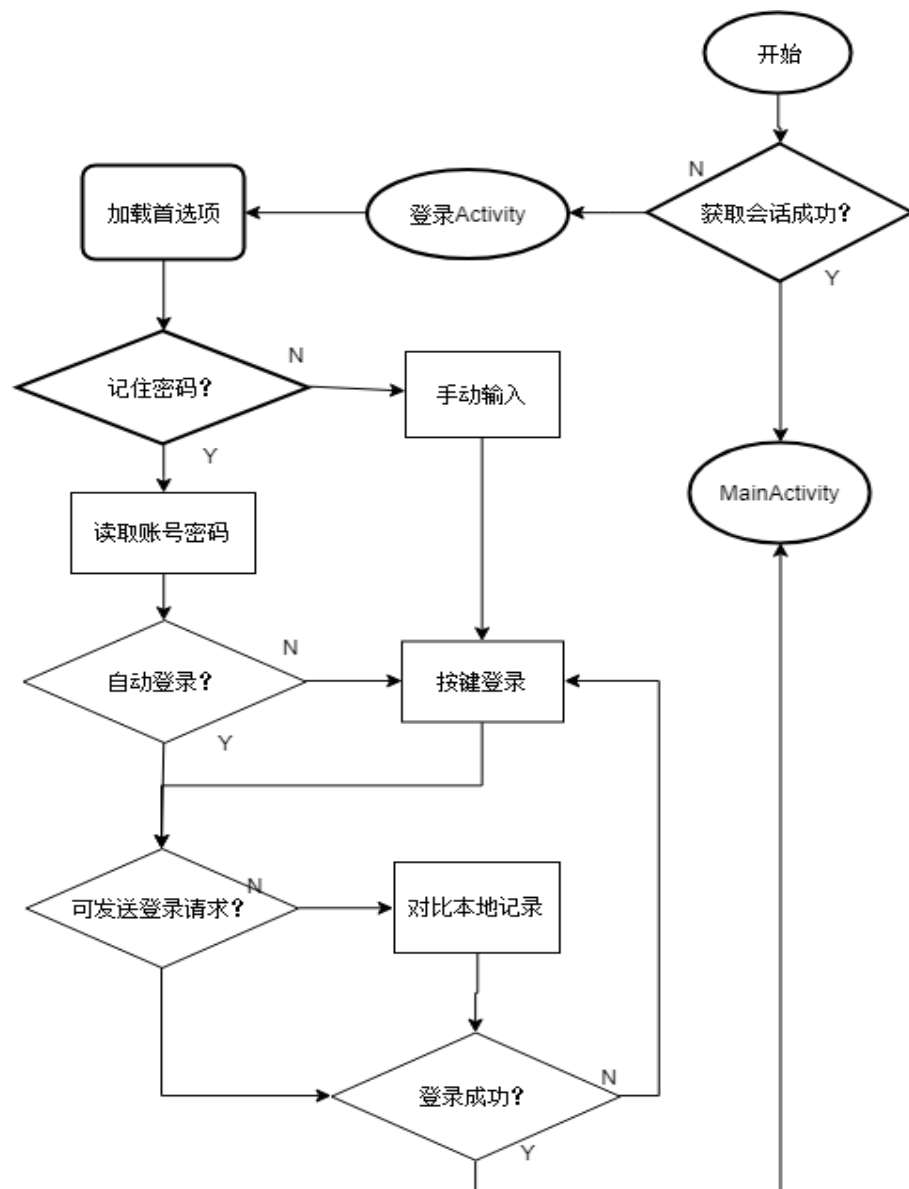 开始
N
获取会话成功?
Y
登录Activity
加载首选项
记住密码?
N
手动输入
Y
MainActivity
读取账号密码
自动登录?
N
按键登录
Y
可发送登录请求?
N
对比本地记录
登录成功?
N
Y